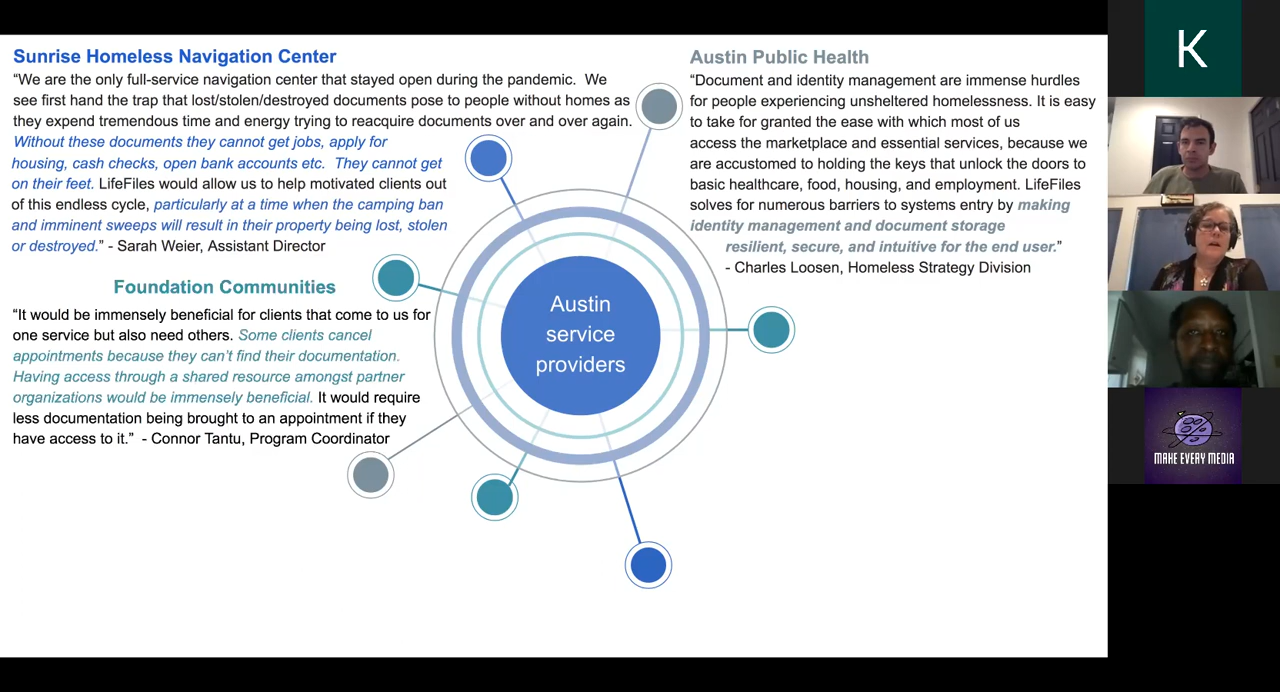 Sunrise Homeless Navigation Center
“We are the only full-service navigation center that stayed open during the pandemic.  We
see first hand the trap that lost/stolen/destroyed documents pose to people without homes as
they expend tremendous time and energy trying to reacquire documents over and over again.
Without these documents they cannot get jobs, apply for
housing, cash checks, open bank accounts etc.  They cannot get
on their feet. LifeFiles would allow us to help motivated clients out
of this endless cycle, particularly at a time when the camping ban
and imminent sweeps will result in their property being lost, stolen
or destroyed.” - Sarah Weier, Assistant Director
Foundation Communities
“It would be immensely beneficial for clients that come to us for
one service but also need others. Some clients cancel
appointments because they can’t find their documentation.
Having access through a shared resource amongst partner
organizations would be immensely beneficial. It would require
less documentation being brought to an appointment if they
have access to it.”  - Connor Tantu, Program Coordinator
Austin
service
providers
Austin Public Health
“Document and identity management are immense hurdles
for people experiencing unsheltered homelessness. It is easy
to take for granted the ease with which most of us
access the marketplace and essential services, because we
are accustomed to holding the keys that unlock the doors to
basic healthcare, food, housing, and employment. LifeFiles
solves for numerous barriers to systems entry by making
identity management and document storage
resilient, secure, and intuitive for the end user.”
- Charles Loosen, Homeless Strategy Division
K
MAKE EVERY MEDIA